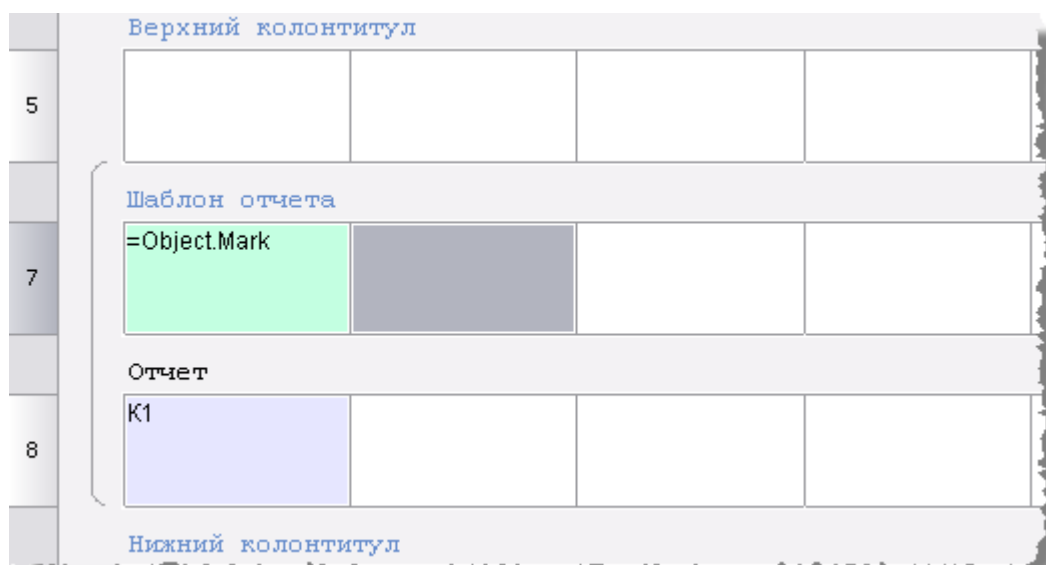 Верхний колонтитул
5
Шаблон отчета
=Object.Mark
7
Отчет
K1
8
Нижний колонтитул